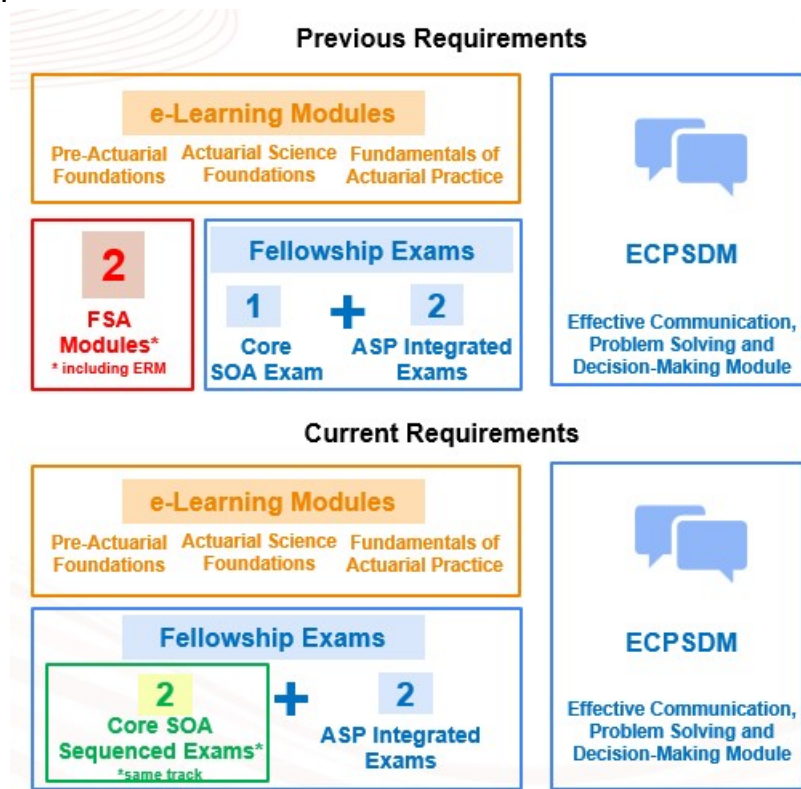 Previous Requirements
e-Learning Modules
Pre-Actuarial
Foundations
Actuarial Science
Foundations
Fundamentals of
Actuarial Practice
2
FSA
Modules*
* including ERM
Fellowship Exams
1
Core
SOA Exam
+
2
ASP Integrated
Exams
ECPSDM
Effective Communication,
Problem Solving and
Decision-Making Module
Current Requirements
e-Learning Modules
Pre-Actuarial
Foundations
Actuarial Science
Foundations
Fundamentals of
Actuarial Practice
Fellowship Exams
2
Core SOA
Sequenced Exams*
*same track
+
2
ASP Integrated
Exams
ECPSDM
Effective Communication,
Problem Solving and
Decision-Making Module